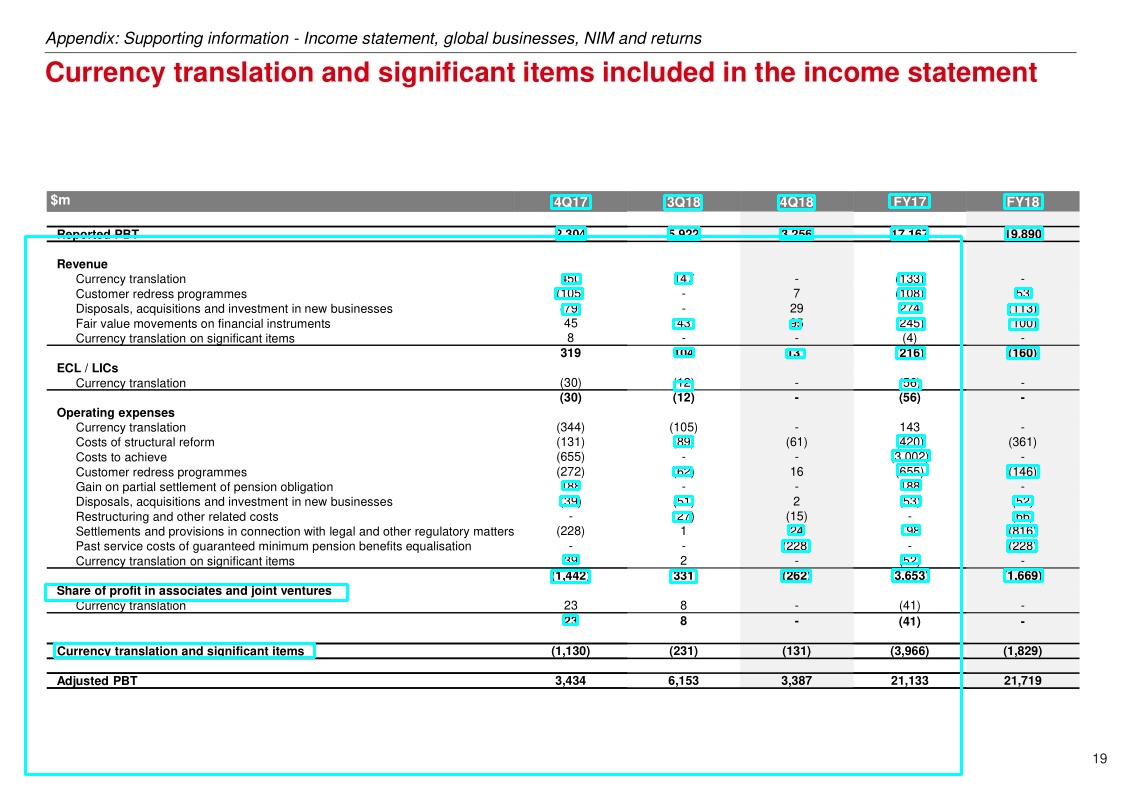 Appendix: Supporting information - Income statement, global businesses, NIM and returns
Currency translation and significant items included in the income statement
$m 4Q17 3Q18 4Q18 FY17 FY18
Reported PBT 2,304 5,922 3,256 17,167 19,890
Revenue
Currency translation 450 147 - (133) -
Customer redress programmes (105) - 7 (108) 53
Disposals, acquisitions and investment in new businesses (79) - 29 274 (113)
Fair value movements on financial instruments 45 (43) 95 (245) (100)
Currency translation on significant items 8 - - (4) -
319 104 131 (216) (160)
ECL / LICs
Currency translation (30) (12) - (56) -
(30) (12) - (56) -
Operating expenses
Currency translation (344) (105) - 143 -
Costs of structural reform (131) (89) (61) (420) (361)
Costs to achieve (655) - - (3,002) -
Customer redress programmes (272) (62) 16 (655) (146)
Gain on partial settlement of pension obligation 188 - - 188 -
Disposals, acquisitions and investment in new businesses (39) (51) 2 (53) (52)
Restructuring and other related costs - (27) (15) - (66)
Settlements and provisions in connection with legal and other regulatory matters (228) 1 24 198 (816)
Past service costs of guaranteed minimum pension benefits equalisation - - (228) - (228)
Currency translation on significant items 39 2 - (52) -
(1,442) (331) (262) (3,653) (1,669)
Share of profit in associates and joint ventures
Currency translation 23 8 - (41) -
23 8 - (41) -
Currency translation and significant items (1,130) (231) (131) (3,966) (1,829)
Adjusted PBT 3,434 6,153 3,387 21,133 21,719
19